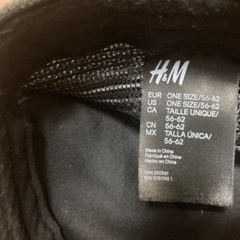 H&M
EUR ONE SIZE/56-62
US ONE SIZE/56-62
CA TAILLE UNIQUE/
56-62
CN 56-62
MX TALLA ÚNICA/
56-62
Made in China
Fabriqué en Chine
Hecho en China